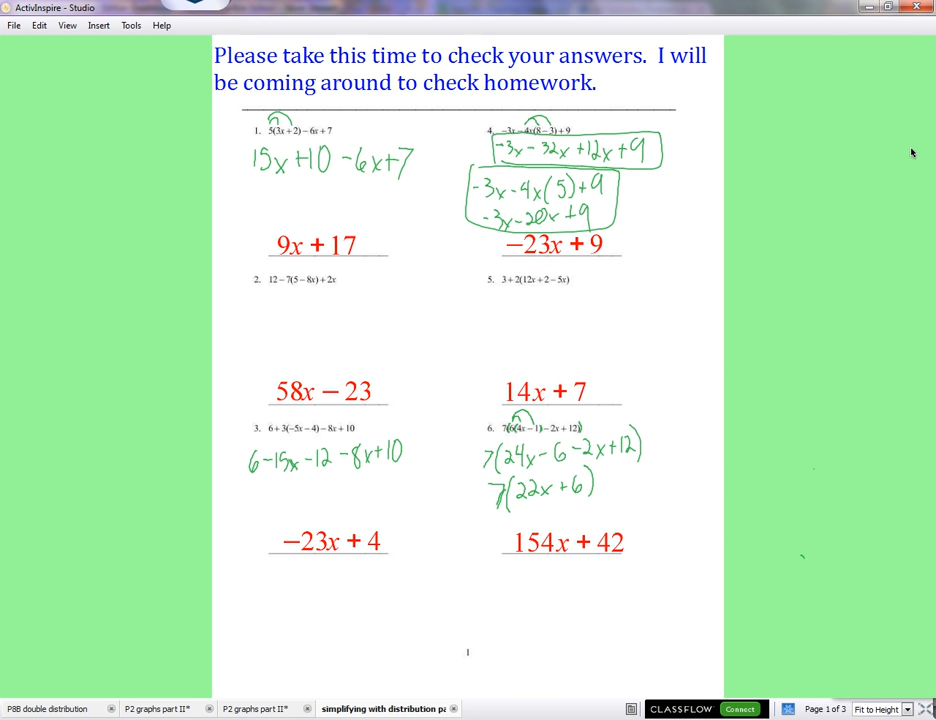 ActivInspire - Studio
File Edit View Insert Tools Help
Please take this time to check your answers. I will
be coming around to check homework.
1. 5(3x + 2) – 6x + 7
15x + 10 - 6x + 7
9x + 17
4. –3x – 4x(8 – 3) + 9
-3x - 32x + 12x + 9
-3x - 4x(5) + 9
-3x - 20x + 9
−23x + 9
2. 12 – 7(5 – 8x) + 2x
58x − 23
5. 3 + 2(12x + 2 – 5x)
14x + 7
3. 6 + 3(–5x – 4) – 8x + 10
6 - 15x - 12 - 8x + 10
−23x + 4
6. 7(6(4x – 1) – 2x + 12)
7(24x - 6 - 2x + 12)
7(22x + 6)
154x + 42
1
P8B double distribution P2 graphs part II* P2 graphs part II* simplifying with distribution pa
CLASSFLOW Connect Page 1 of 3 Fit to Height